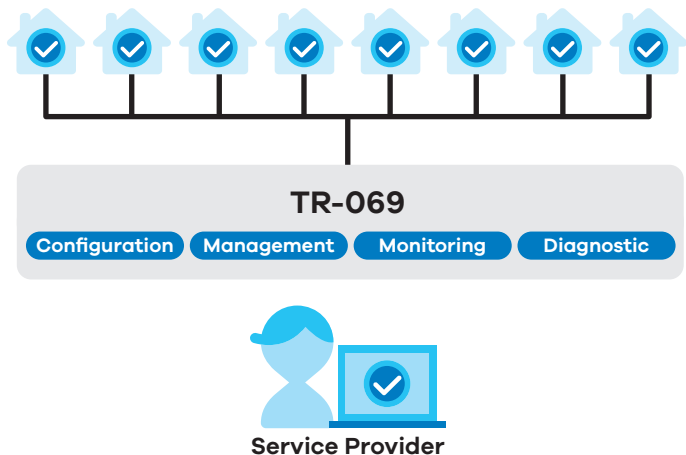 TR-069
Configuration Management Monitoring Diagnostic
Service Provider